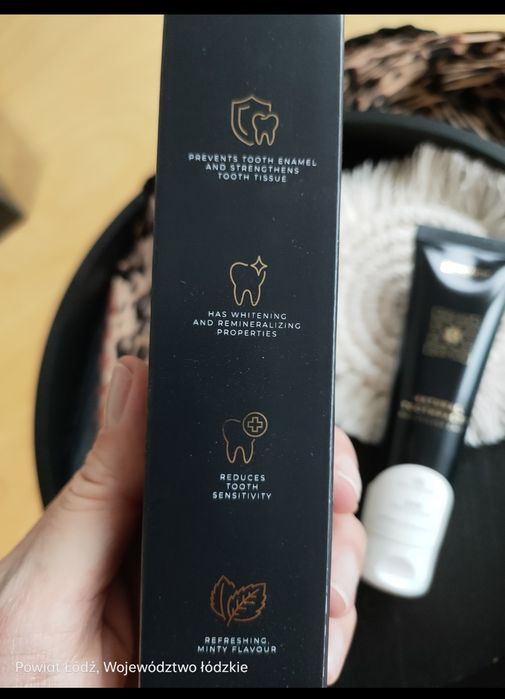 PREVENTS TOOTH ENAMEL
AND STRENGTHENS
TOOTH TISSUE
HAS WHITENING
AND REMINERALIZING
PROPERTIES
REDUCES
TOOTH
SENSITIVITY
REFRESHING,
MINTY FLAVOUR
Powiat Łódź, Województwo łódzkie